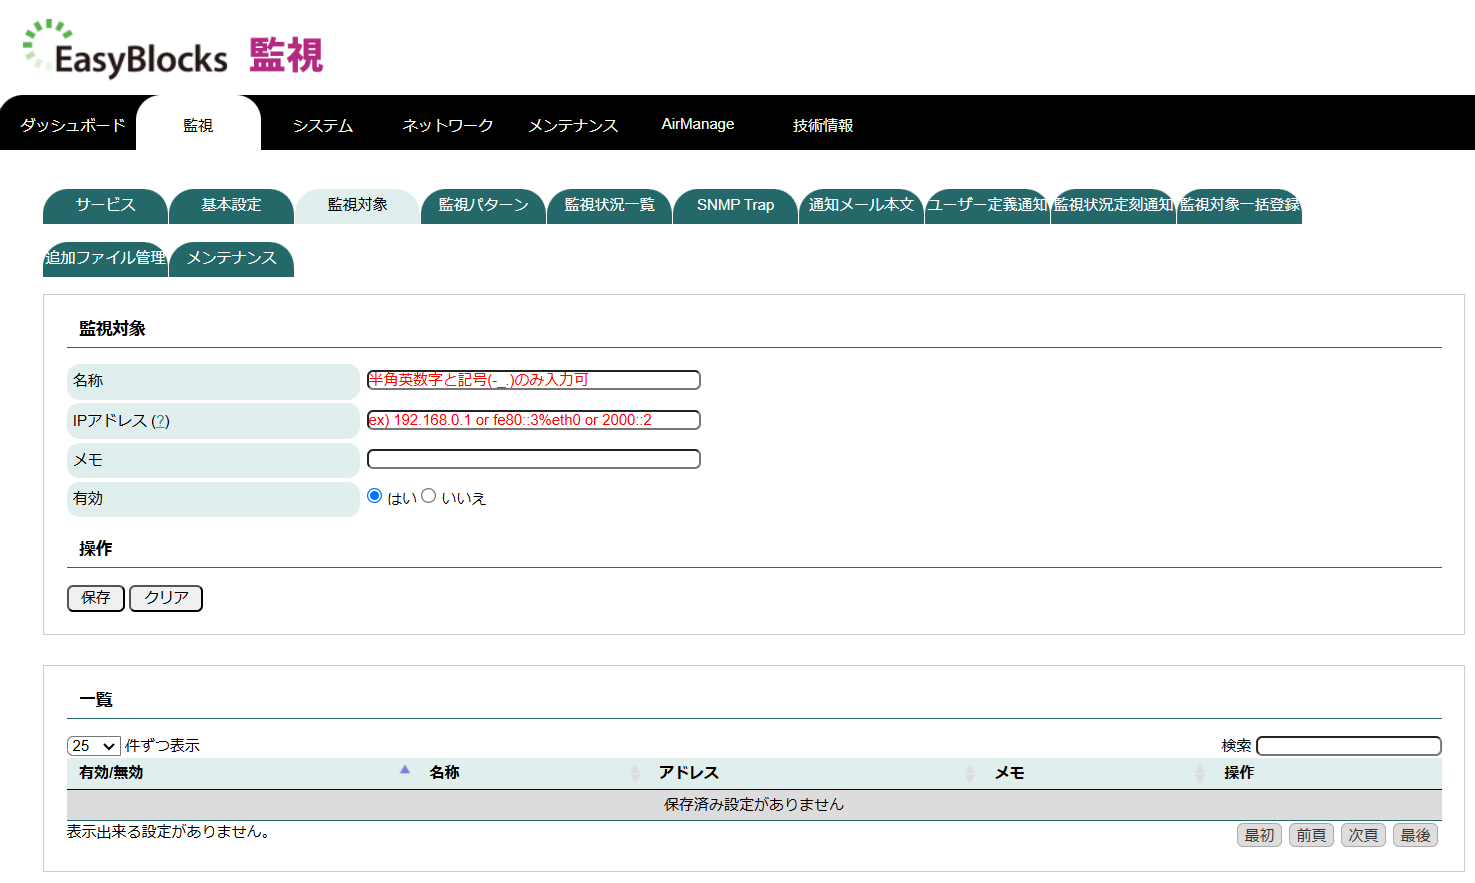 EasyBlocks 監視
ダッシュボード 監視 システム ネットワーク メンテナンス AirManage 技術情報
サービス 基本設定 監視対象 監視パターン 監視状況一覧 SNMP Trap 通知メール本文 ユーザー定義通知 監視状況定刻通知 監視対象一括登録
追加ファイル管理 メンテナンス
監視対象
名称 半角英数字と記号(-_.)のみ入力可
IPアドレス (?) ex) 192.168.0.1 or fe80::3%eth0 or 2000::2
メモ
有効 はい いいえ
操作
保存 クリア
一覧
25 件ずつ表示 検索
有効/無効 名称 アドレス メモ 操作
保存済み設定がありません
表示出来る設定がありません。 最初 前頁 次頁 最後